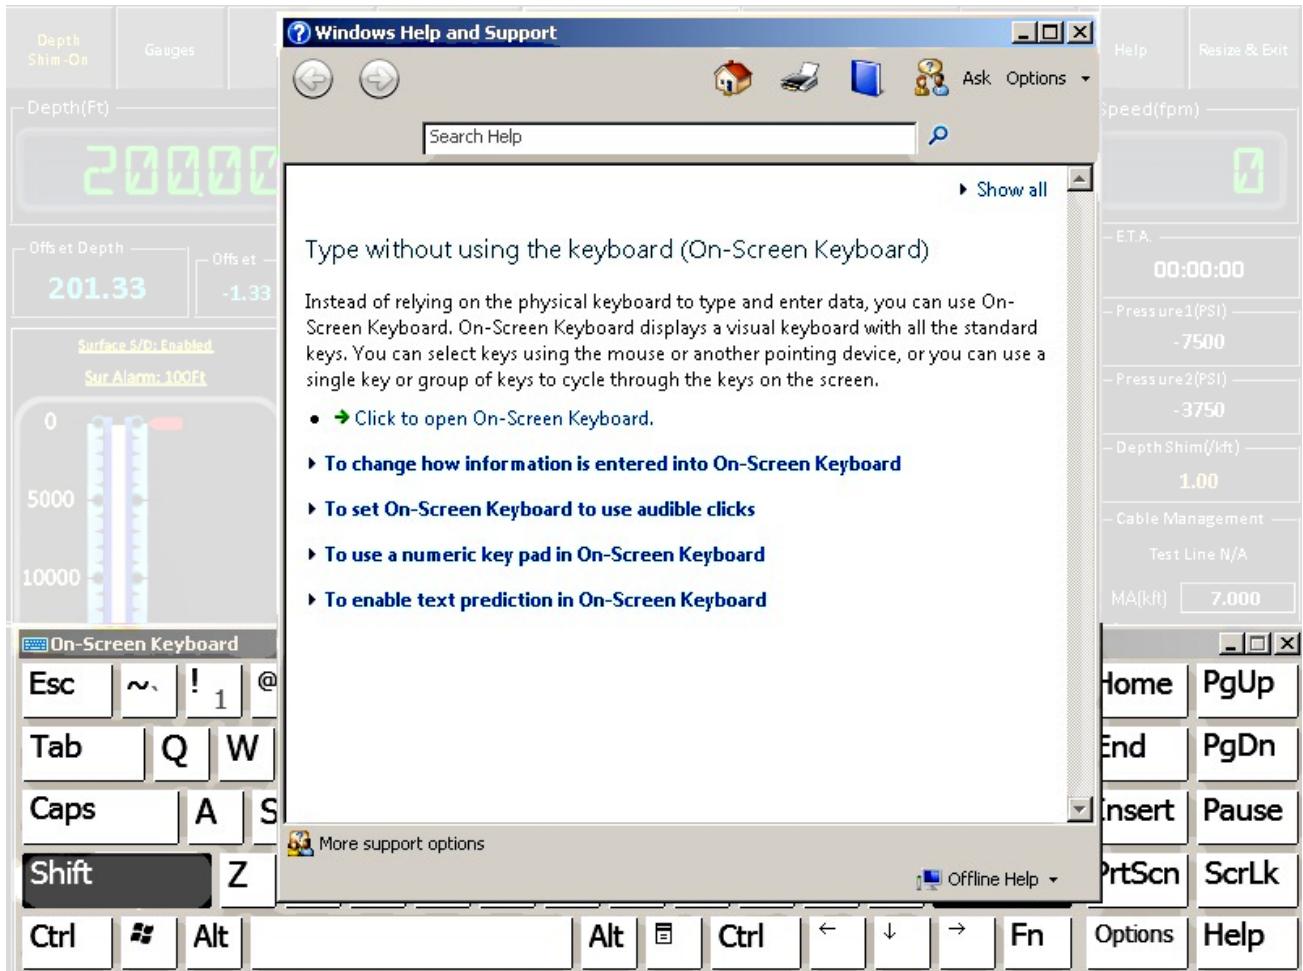 Windows Help and Support
Depth
Shim-On
Gauges
Help
Resize & Exit
Ask
Options
Search Help
Depth(Ft)
200.00
Speed(fpm)
0
Show all
Type without using the keyboard (On-Screen Keyboard)
Offset Depth
201.33
Offset
-1.33
E.T.A.
00:00:00
Instead of relying on the physical keyboard to type and enter data, you can use On-
Screen Keyboard. On-Screen Keyboard displays a visual keyboard with all the standard
keys. You can select keys using the mouse or another pointing device, or you can use a
single key or group of keys to cycle through the keys on the screen.
Click to open On-Screen Keyboard.
To change how information is entered into On-Screen Keyboard
To set On-Screen Keyboard to use audible clicks
To use a numeric key pad in On-Screen Keyboard
To enable text prediction in On-Screen Keyboard
Surface S/D: Enabled
Sur Alarm: 100Ft
0
5000
10000
Pressure1(PSI)
-7500
Pressure2(PSI)
-3750
Depth Shim(/kft)
1.00
Cable Management
Test Line N/A
MA(kft) 7.000
On-Screen Keyboard
Esc ~` ! 1 @ Home PgUp
Tab Q W End PgDn
Caps A S Insert Pause
More support options
Shift Z PrtScn ScrLk
Offline Help
Ctrl Alt Alt Ctrl ← ↓ → Fn Options Help